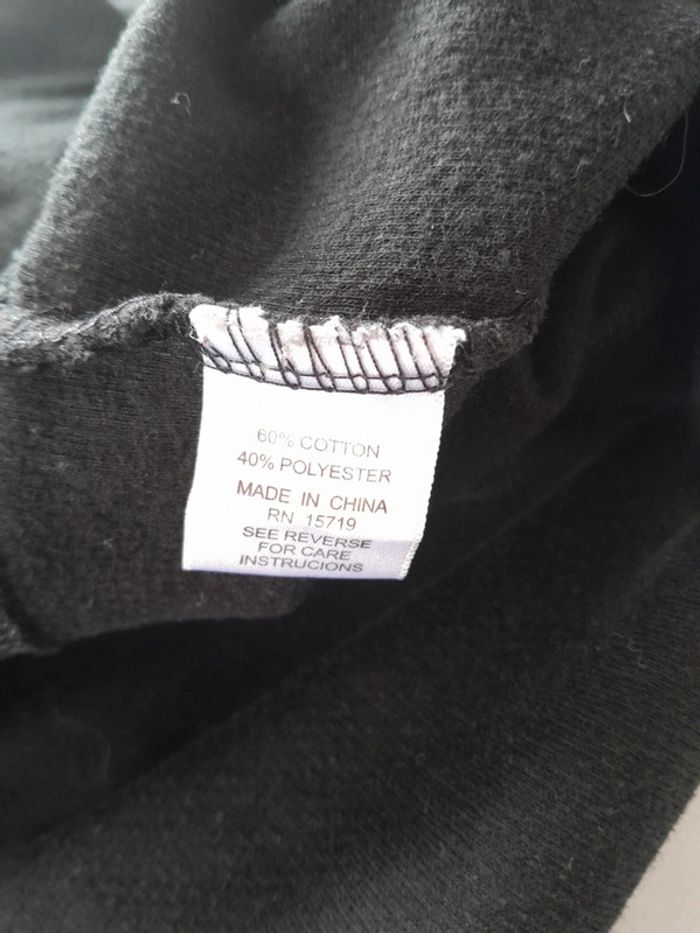 60% COTTON
40% POLYESTER
MADE IN CHINA
RN 15719
SEE REVERSE
FOR CARE
INSTRUCIONS